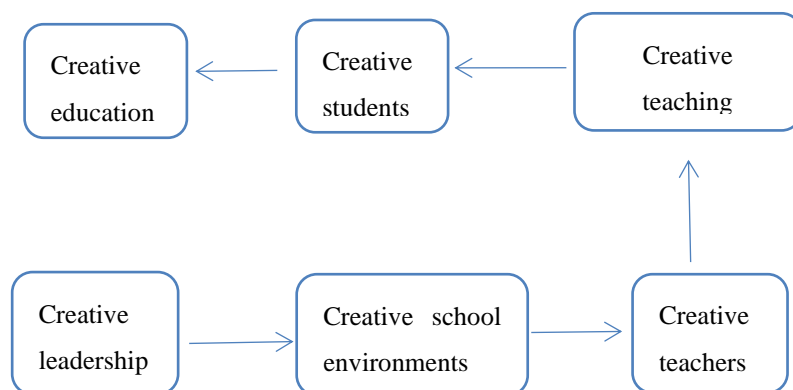 Creative
education
Creative
students
Creative
teaching
Creative
leadership
Creative school
environments
Creative
teachers